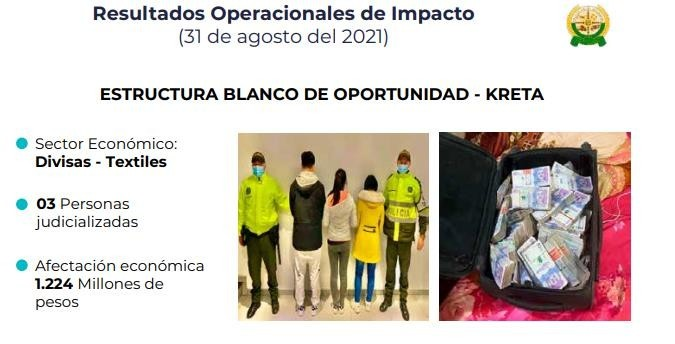 Resultados Operacionales de Impacto
(31 de agosto del 2021)
ESTRUCTURA BLANCO DE OPORTUNIDAD - KRETA
Sector Económico:
Divisas - Textiles
03 Personas
judicializadas
Afectación económica
1.224 Millones de
pesos
POLICIA